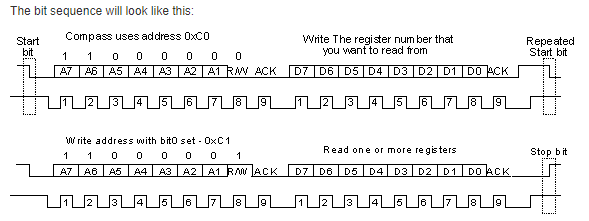 The bit sequence will look like this:
Start bit
Compass uses address 0xC0
Write The register number that you want to read from
Repeated Start bit
1 1 0 0 0 0 0 0
A7 A6 A5 A4 A3 A2 A1 R/W ACK D7 D6 D5 D4 D3 D2 D1 D0 ACK
1 2 3 4 5 6 7 8 9 1 2 3 4 5 6 7 8 9
Write address with bit0 set - 0xC1
Read one or more registers
Stop bit
1 1 0 0 0 0 0 1
A7 A6 A5 A4 A3 A2 A1 R/W ACK D7 D6 D5 D4 D3 D2 D1 D0 ACK
1 2 3 4 5 6 7 8 9 1 2 3 4 5 6 7 8 9